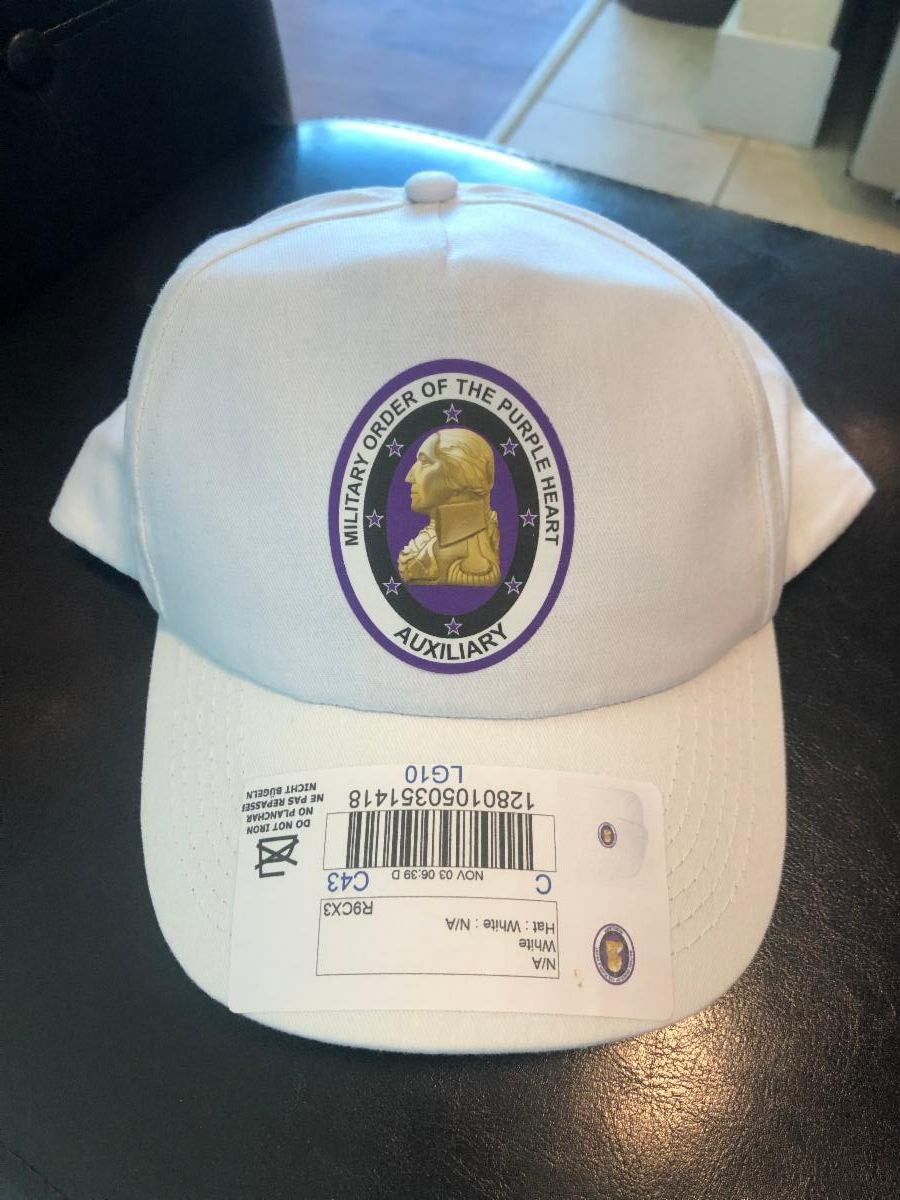 MILITARY ORDER OF THE PURPLE HEART
AUXILIARY
N/A
White
Hat : White : N/A
R9CX3
C
NOV 03 06:39 D
C43
12801050351418
LG10
DO NOT IRON
NO PLANCHAR
NE PAS REPASSER
NICHT BÜGELN